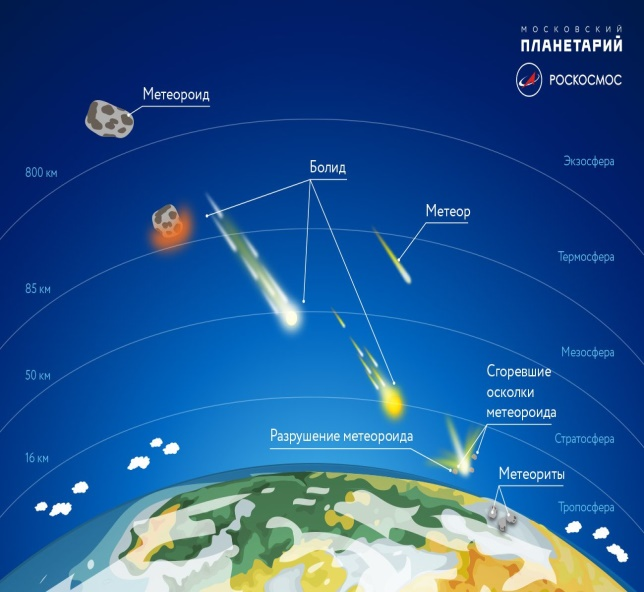 МОСКОВСКИЙ
ПЛАНЕТАРИЙ
РОСКОСМОС
Метеороид
800 км
Экзосфера
Болид
Метеор
Термосфера
85 км
Мезосфера
50 км
Сгоревшие
осколки
метеороида
Разрушение метеороида
Стратосфера
16 км
Метеориты
Тропосфера